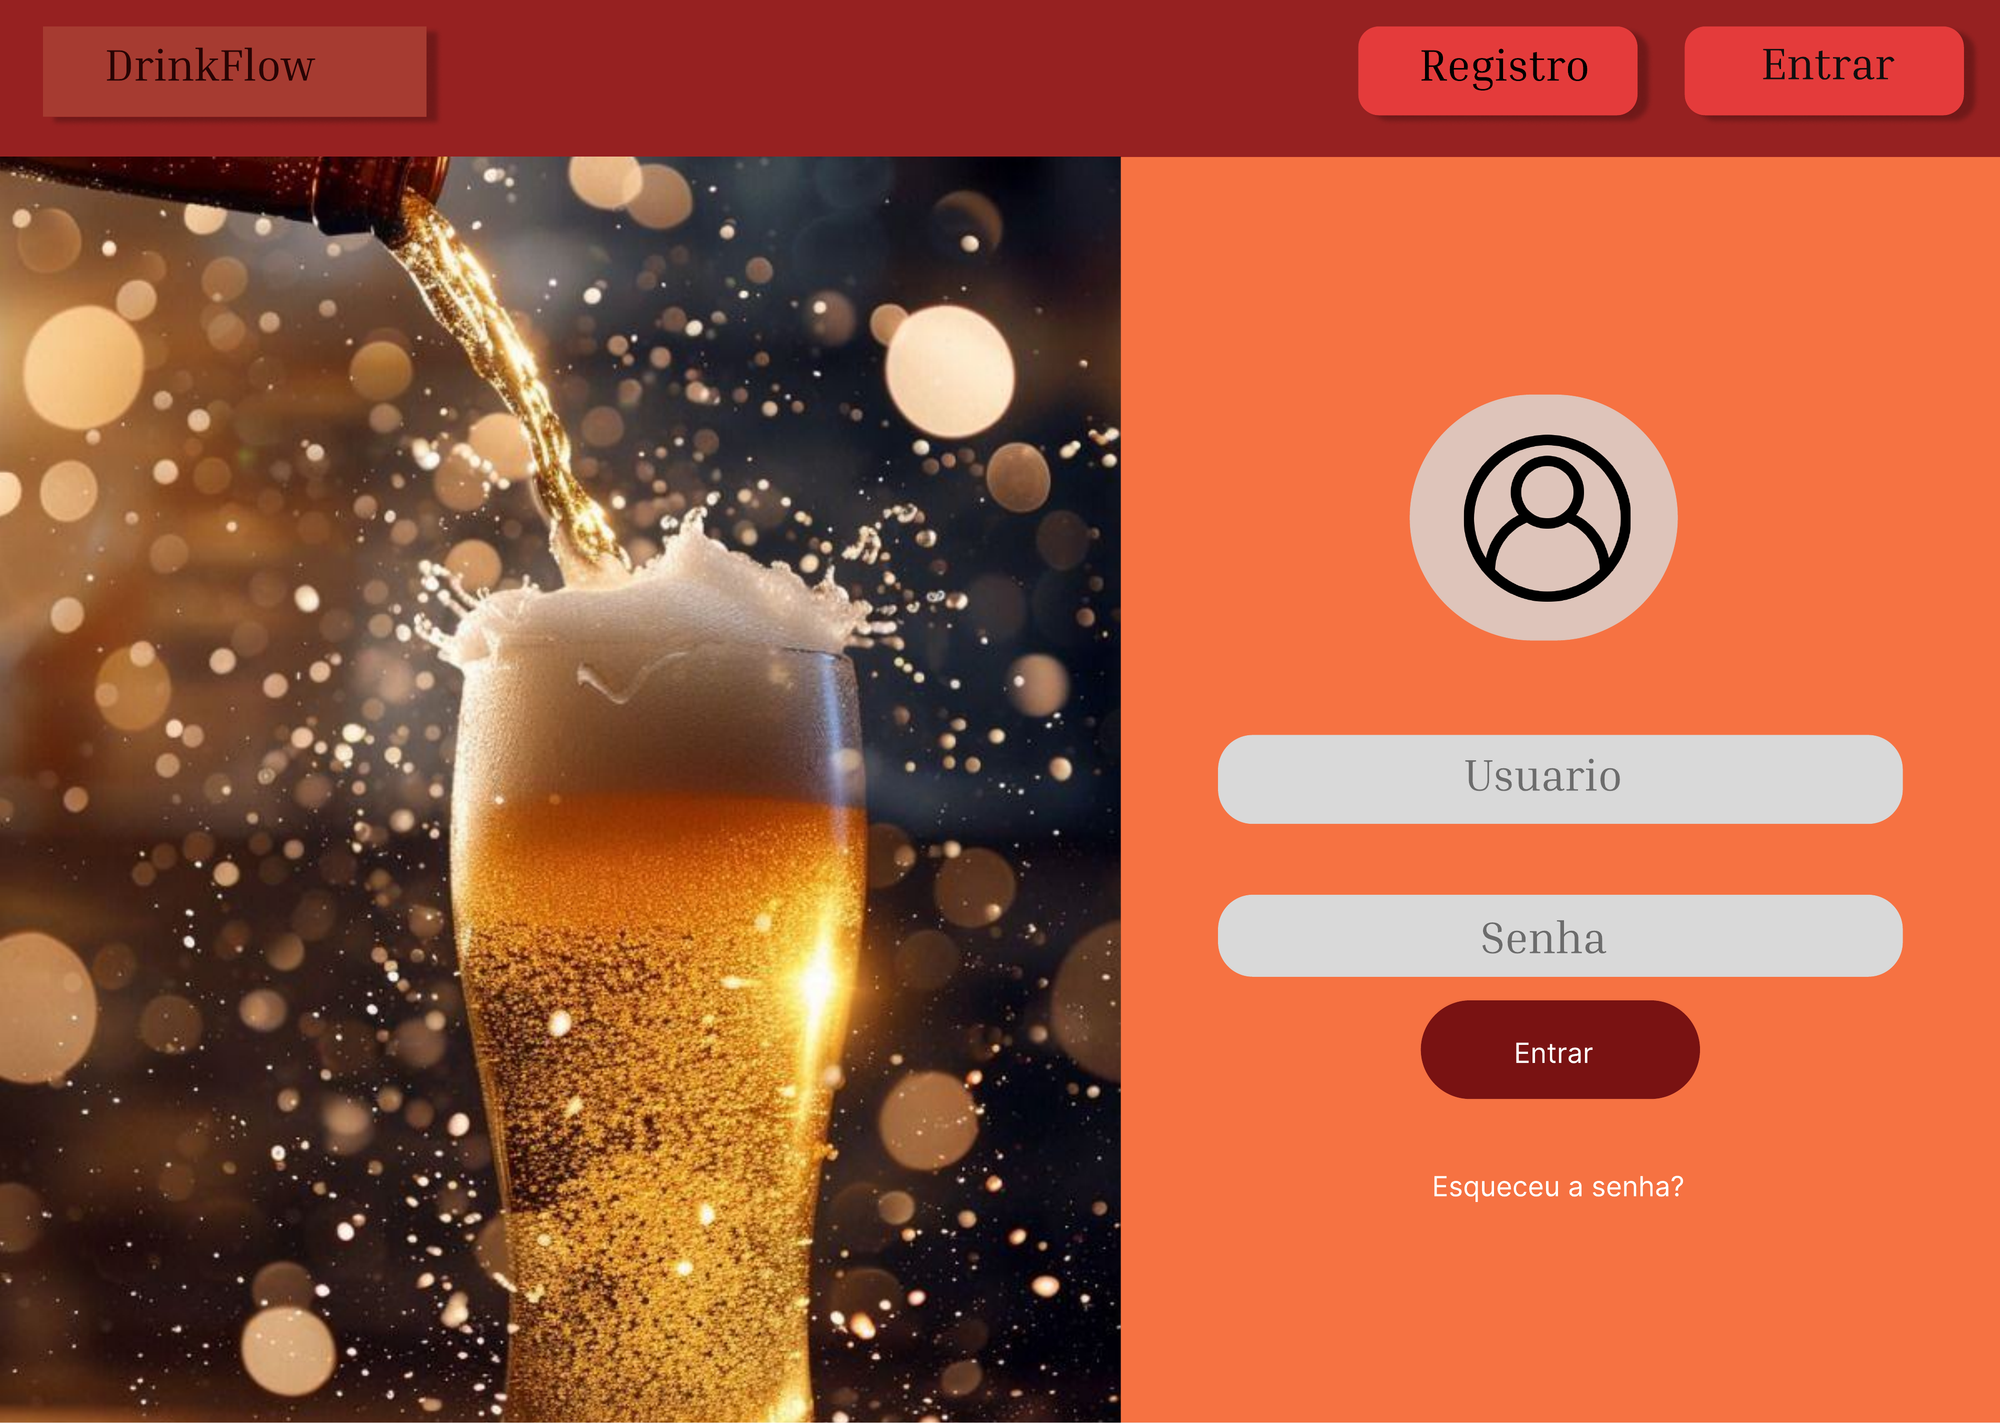 DrinkFlow
Registro
Entrar
Usuario
Senha
Entrar
Esqueceu a senha?